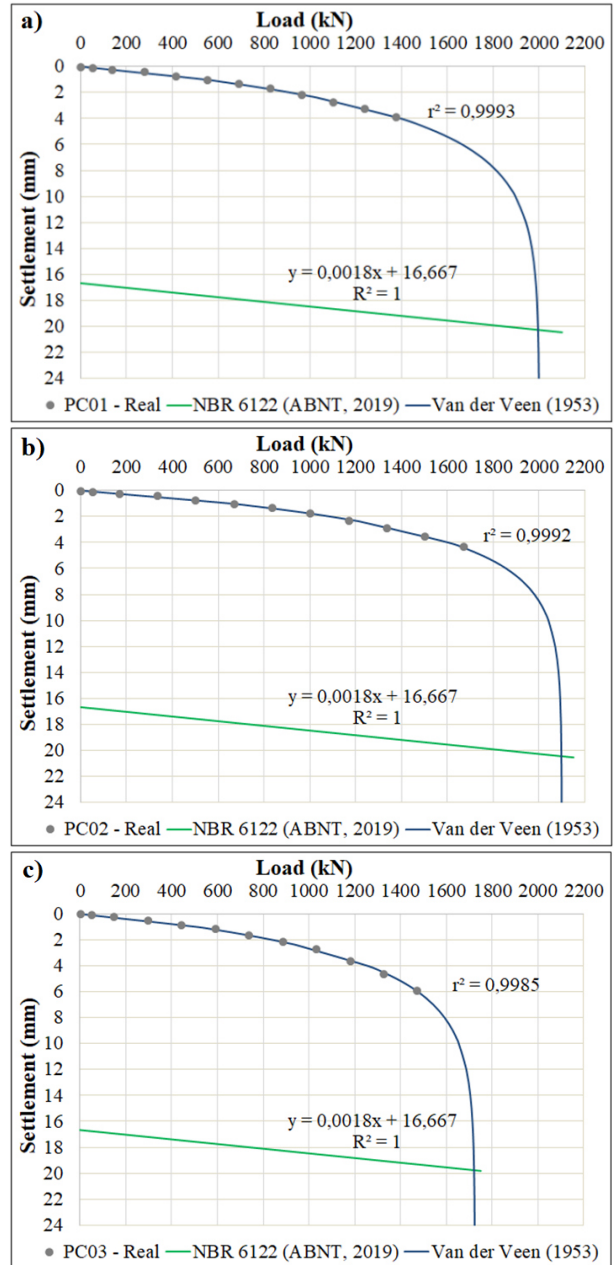 a)
Load (kN)
0 200 400 600 800 1000 1200 1400 1600 1800 2000 2200
0
2
4
6
8
10
12
14
16
18
20
22
24
Settlement (mm)
r² = 0,9993
y = 0,0018x + 16,667
R² = 1
PC01 - Real NBR 6122 (ABNT, 2019) Van der Veen (1953)
b)
Load (kN)
0 200 400 600 800 1000 1200 1400 1600 1800 2000 2200
0
2
4
6
8
10
12
14
16
18
20
22
24
Settlement (mm)
r² = 0,9992
y = 0,0018x + 16,667
R² = 1
PC02 - Real NBR 6122 (ABNT, 2019) Van der Veen (1953)
c)
Load (kN)
0 200 400 600 800 1000 1200 1400 1600 1800 2000 2200
0
2
4
6
8
10
12
14
16
18
20
22
24
Settlement (mm)
r² = 0,9985
y = 0,0018x + 16,667
R² = 1
PC03 - Real NBR 6122 (ABNT, 2019) Van der Veen (1953)